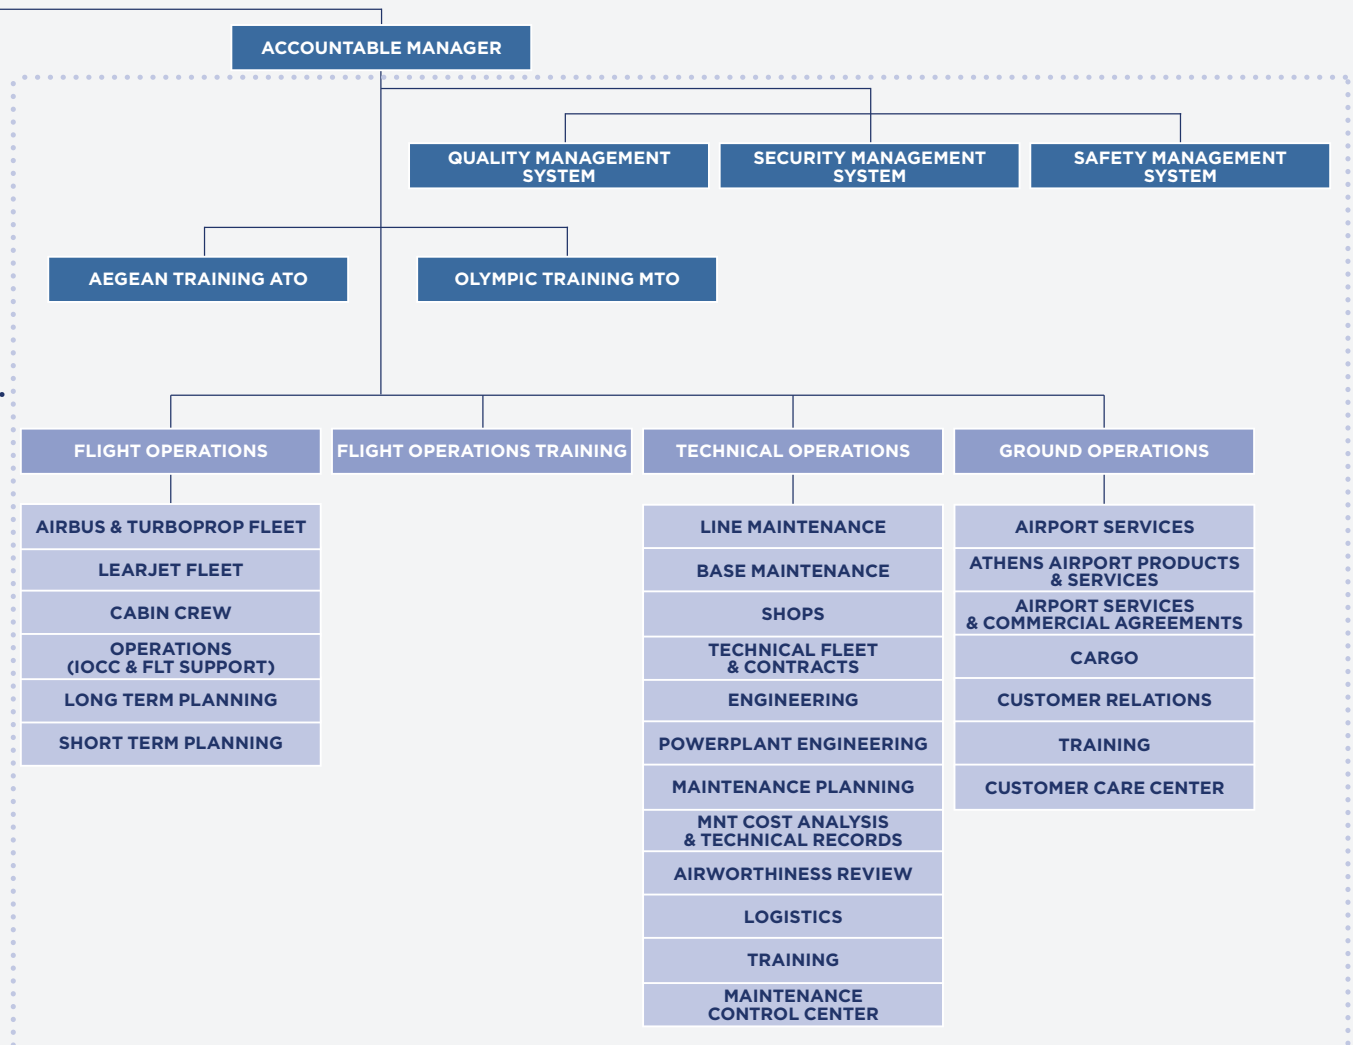 ACCOUNTABLE MANAGER
QUALITY MANAGEMENT
SYSTEM
SECURITY MANAGEMENT
SYSTEM
SAFETY MANAGEMENT
SYSTEM
AEGEAN TRAINING ATO
OLYMPIC TRAINING MTO
FLIGHT OPERATIONS
AIRBUS & TURBOPROP FLEET
LEARJET FLEET
CABIN CREW
OPERATIONS
(IOCC & FLT SUPPORT)
LONG TERM PLANNING
SHORT TERM PLANNING
FLIGHT OPERATIONS TRAINING
TECHNICAL OPERATIONS
LINE MAINTENANCE
BASE MAINTENANCE
SHOPS
TECHNICAL FLEET
& CONTRACTS
ENGINEERING
POWERPLANT ENGINEERING
MAINTENANCE PLANNING
MNT COST ANALYSIS
& TECHNICAL RECORDS
AIRWORTHINESS REVIEW
LOGISTICS
TRAINING
MAINTENANCE
CONTROL CENTER
GROUND OPERATIONS
AIRPORT SERVICES
ATHENS AIRPORT PRODUCTS
& SERVICES
AIRPORT SERVICES
& COMMERCIAL AGREEMENTS
CARGO
CUSTOMER RELATIONS
TRAINING
CUSTOMER CARE CENTER